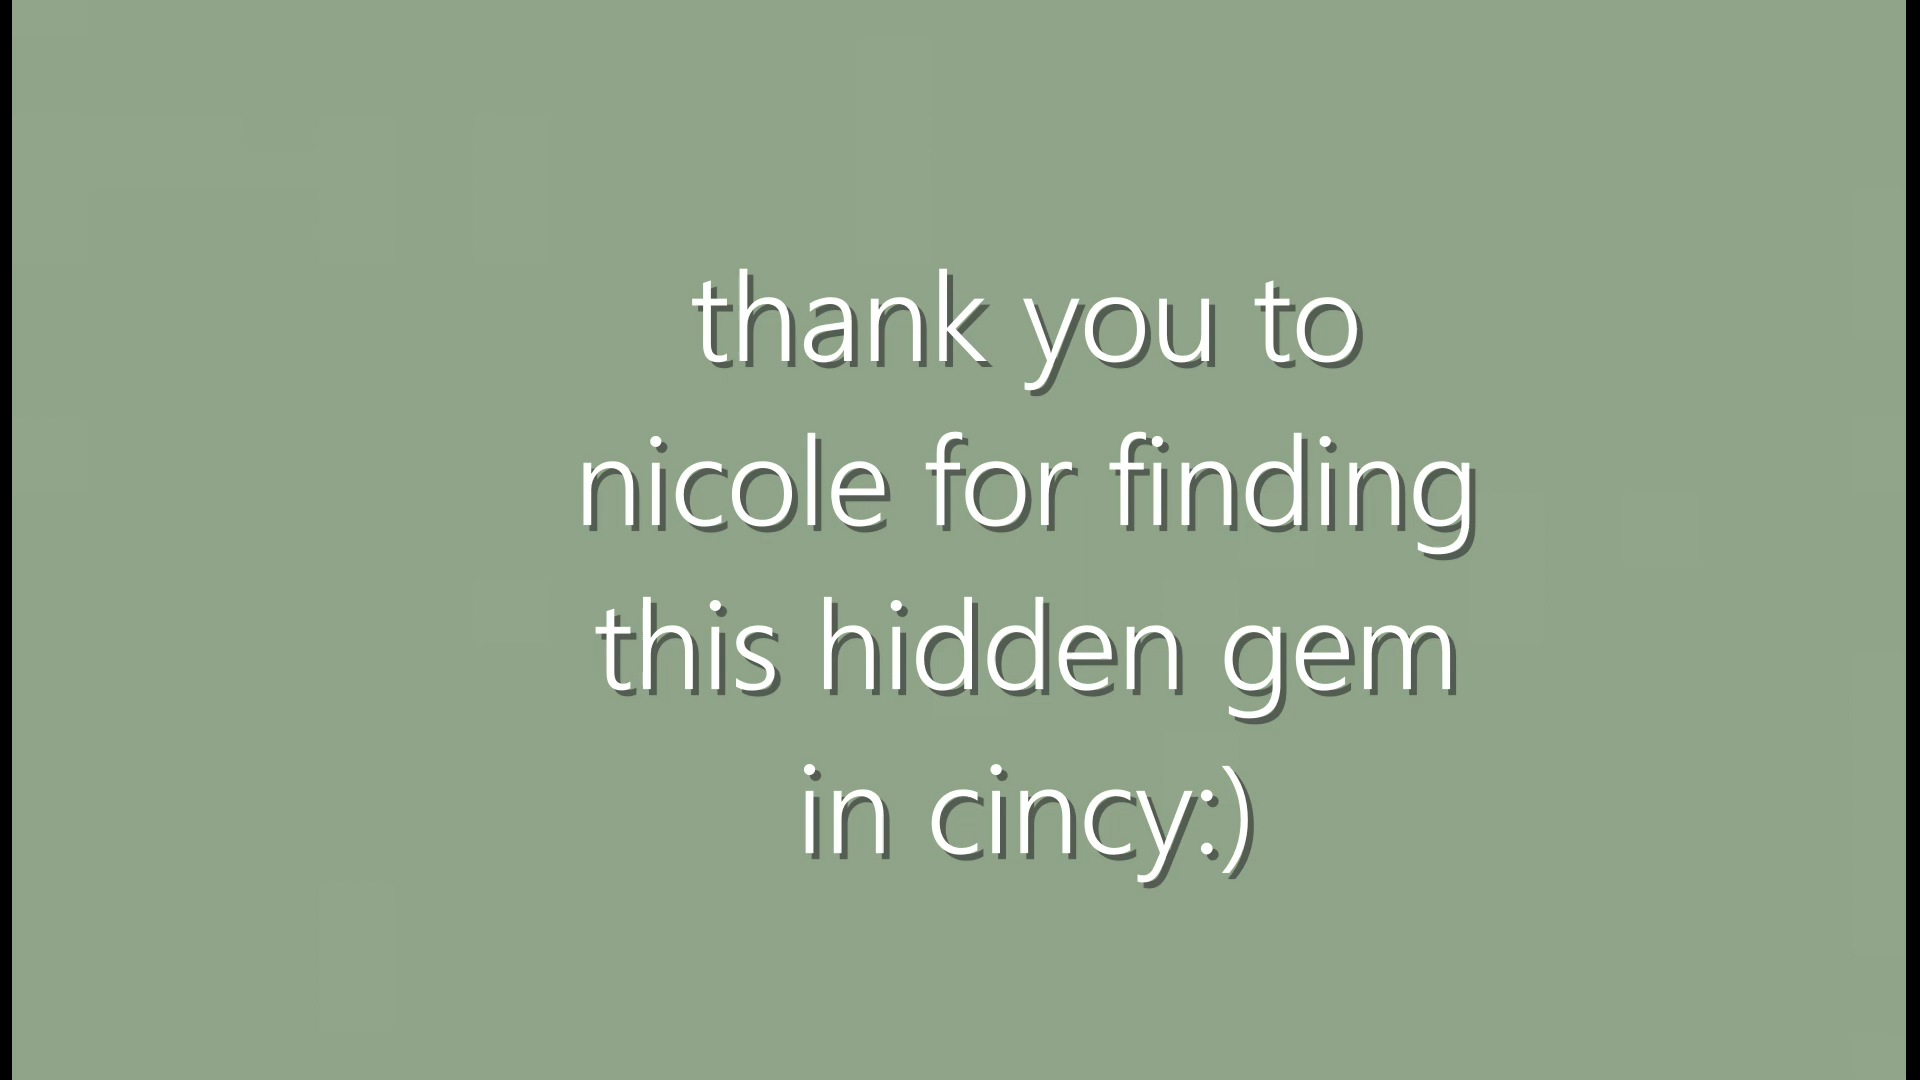 thank you to
nicole for finding
this hidden gem
in cincy:)